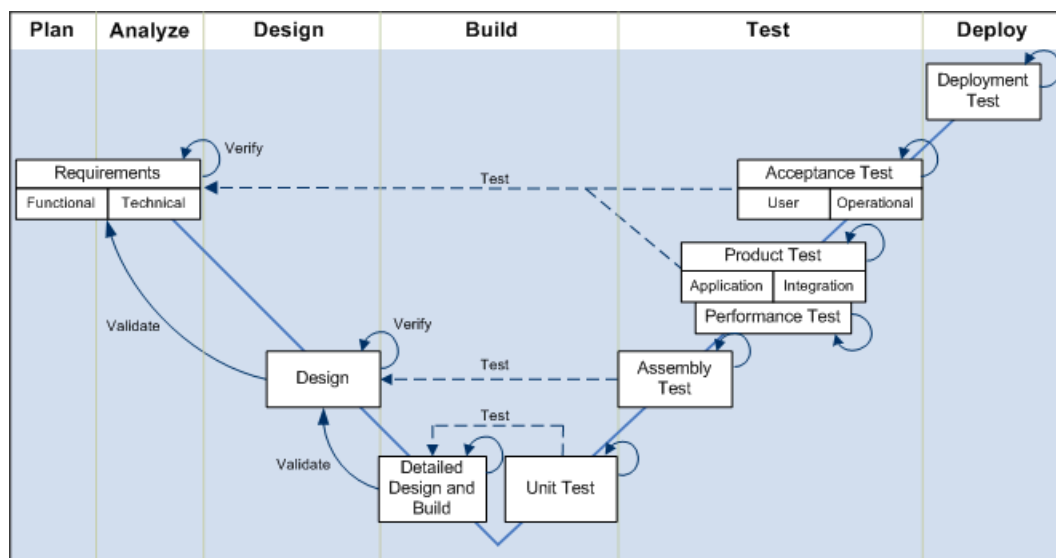 Plan Analyze Design Build Test Deploy
Deployment
Test
Verify
Requirements
Functional Technical
Test
Acceptance Test
User Operational
Product Test
Application Integration
Performance Test
Validate
Verify
Design
Test
Assembly
Test
Test
Validate
Detailed
Design and
Build
Unit Test